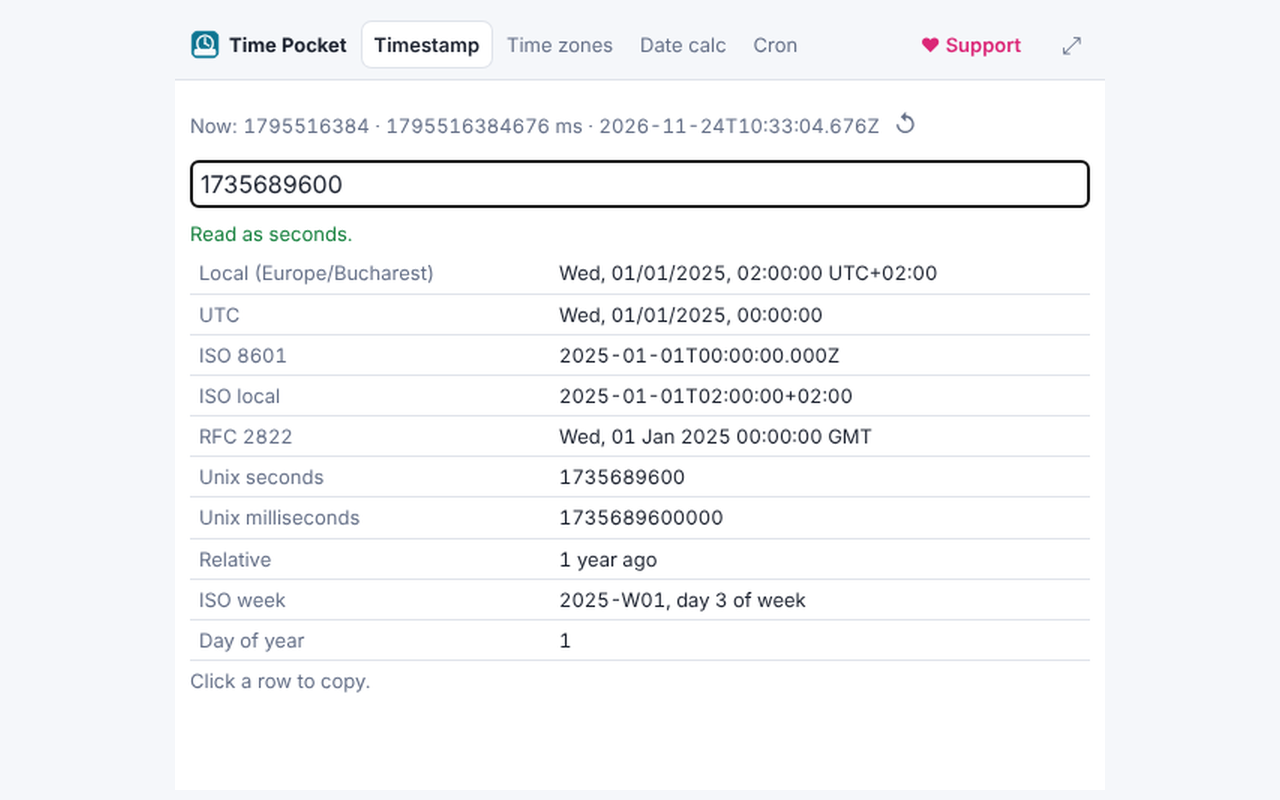 Time Pocket Timestamp Time zones Date calc Cron Support
Now: 1795516384 · 1795516384676 ms · 2026-11-24T10:33:04.676Z
1735689600
Read as seconds.
Local (Europe/Bucharest) Wed, 01/01/2025, 02:00:00 UTC+02:00
UTC Wed, 01/01/2025, 00:00:00
ISO 8601 2025-01-01T00:00:00.000Z
ISO local 2025-01-01T02:00:00+02:00
RFC 2822 Wed, 01 Jan 2025 00:00:00 GMT
Unix seconds 1735689600
Unix milliseconds 1735689600000
Relative 1 year ago
ISO week 2025-W01, day 3 of week
Day of year 1
Click a row to copy.